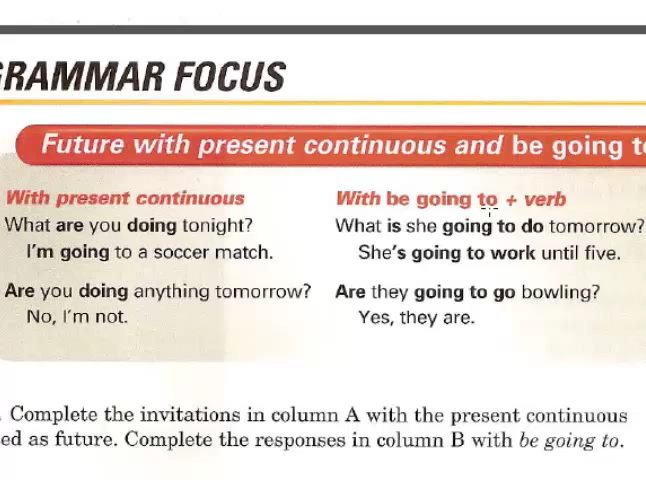 GRAMMAR FOCUS
Future with present continuous and be going to
With present continuous
What are you doing tonight?
I'm going to a soccer match.
Are you doing anything tomorrow?
No, I'm not.
With be going to + verb
What is she going to do tomorrow?
She's going to work until five.
Are they going to go bowling?
Yes, they are.
Complete the invitations in column A with the present continuous
ed as future. Complete the responses in column B with be going to.